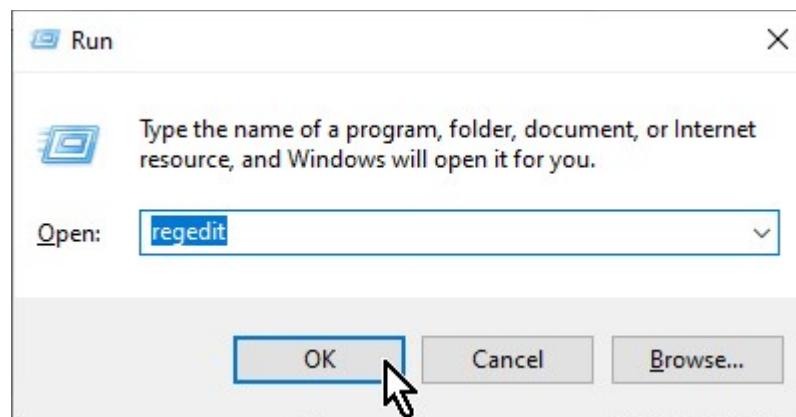 Run
Type the name of a program, folder, document, or Internet
resource, and Windows will open it for you.
Open: regedit
OK Cancel Browse...